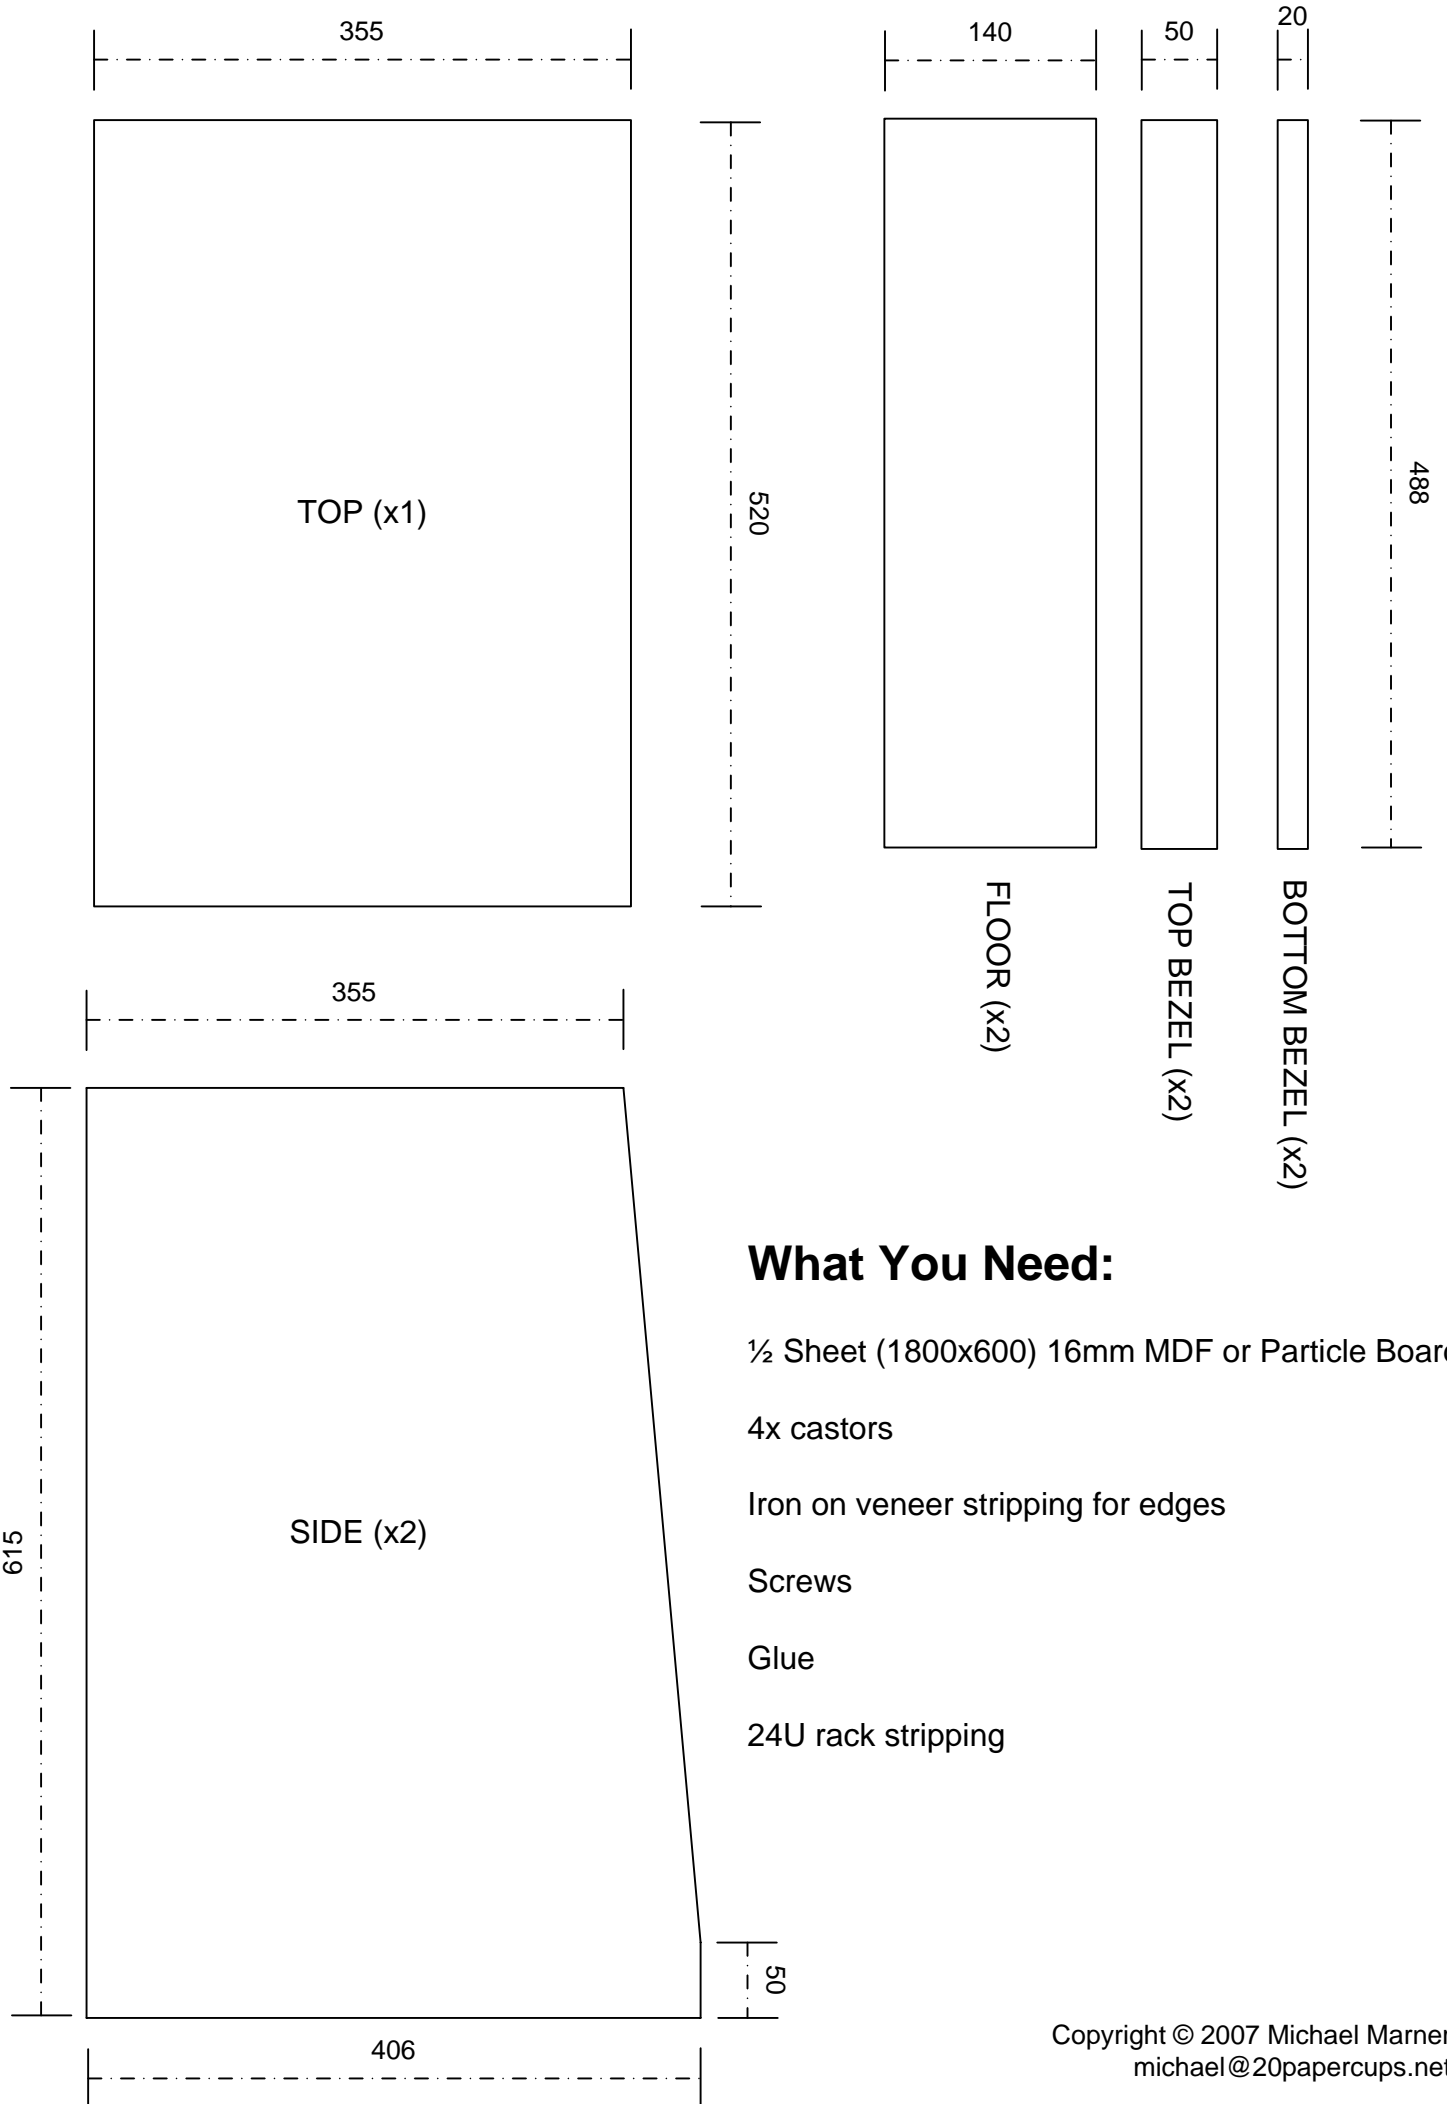 355
140
50
20
TOP (x1)
520
488
FLOOR (x2)
TOP BEZEL (x2)
BOTTOM BEZEL (x2)
355
615
SIDE (x2)
50
406
What You Need:
½ Sheet (1800x600) 16mm MDF or Particle Boar
4x castors
Iron on veneer stripping for edges
Screws
Glue
24U rack stripping
Copyright © 2007 Michael Marner
michael@20papercups.net